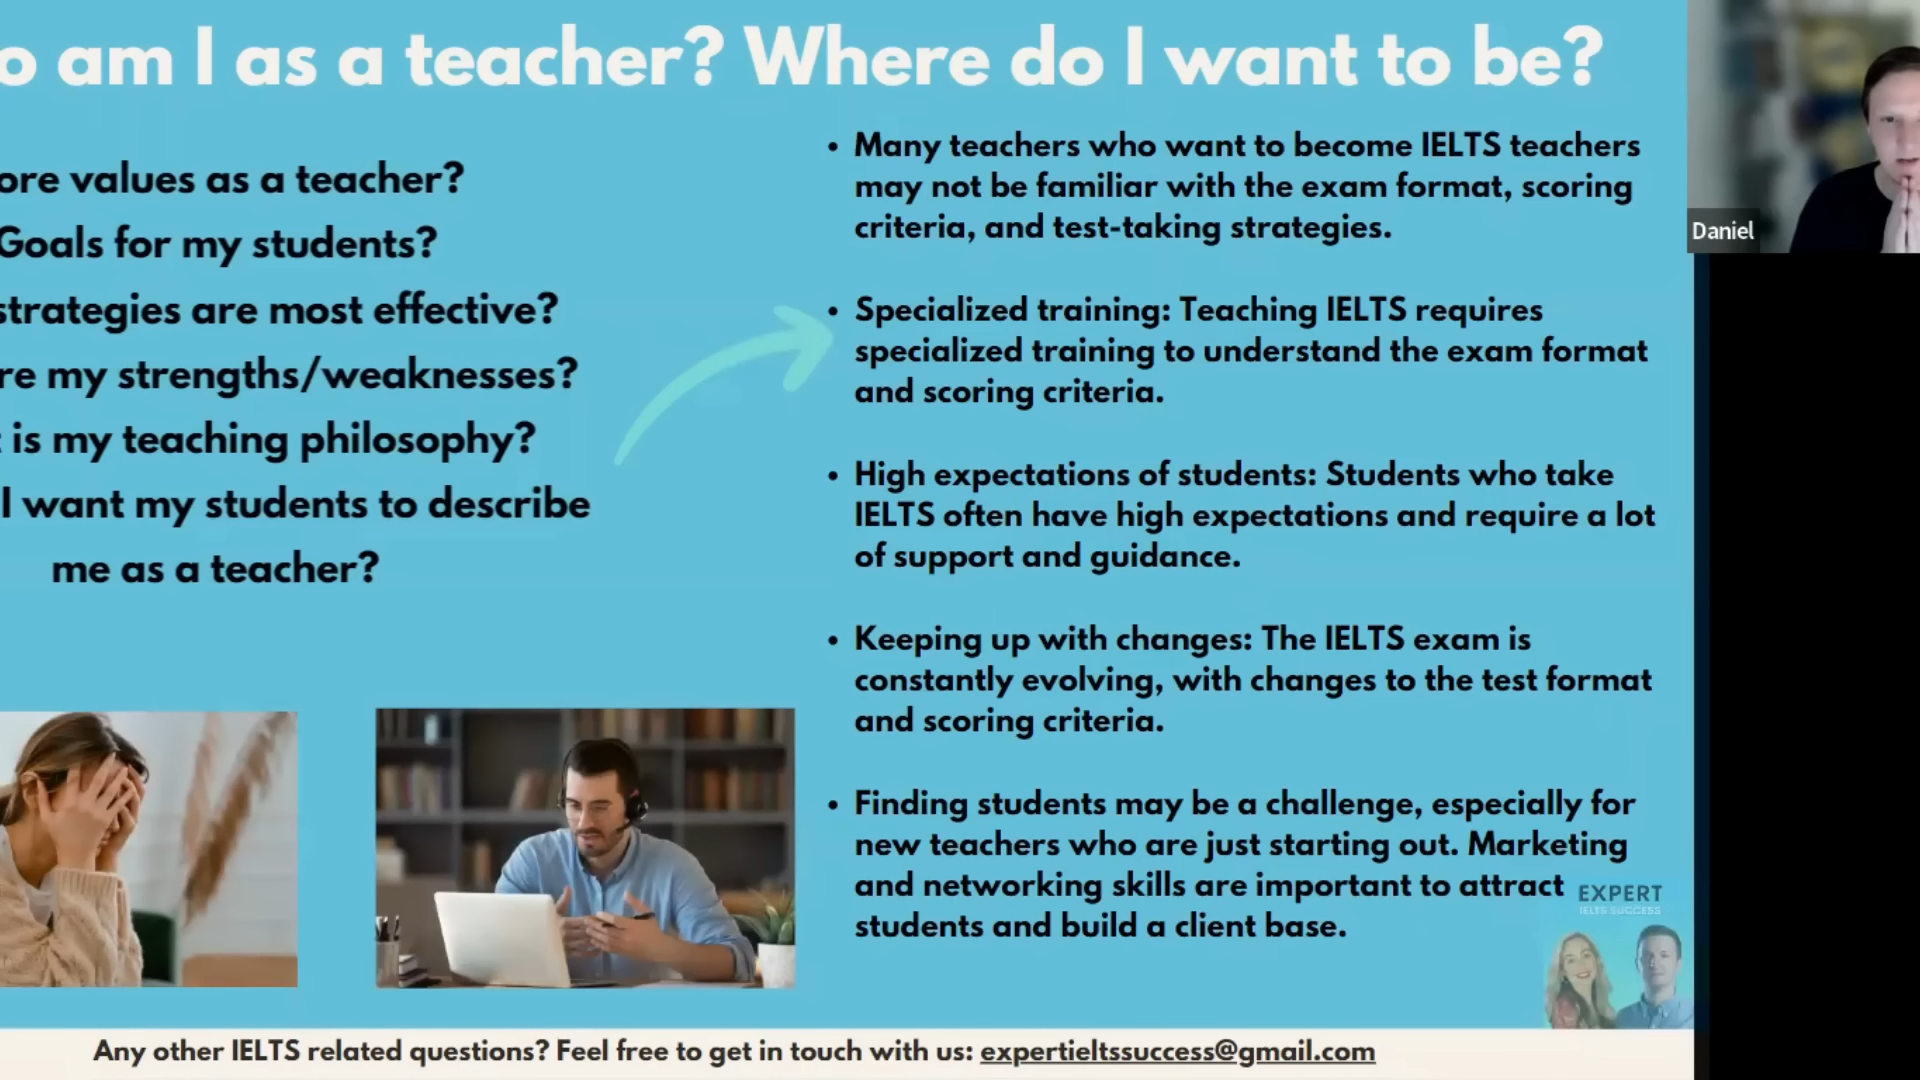 o am I as a teacher? Where do I want to be?
ore values as a teacher?
Goals for my students?
strategies are most effective?
re my strengths/weaknesses?
is my teaching philosophy?
I want my students to describe
me as a teacher?
• Many teachers who want to become IELTS teachers
may not be familiar with the exam format, scoring
criteria, and test-taking strategies.
• Specialized training: Teaching IELTS requires
specialized training to understand the exam format
and scoring criteria.
• High expectations of students: Students who take
IELTS often have high expectations and require a lot
of support and guidance.
• Keeping up with changes: The IELTS exam is
constantly evolving, with changes to the test format
and scoring criteria.
• Finding students may be a challenge, especially for
new teachers who are just starting out. Marketing
and networking skills are important to attract
students and build a client base.
EXPERT
IELTS SUCCESS
Daniel
Any other IELTS related questions? Feel free to get in touch with us: expertieltssuccess@gmail.com